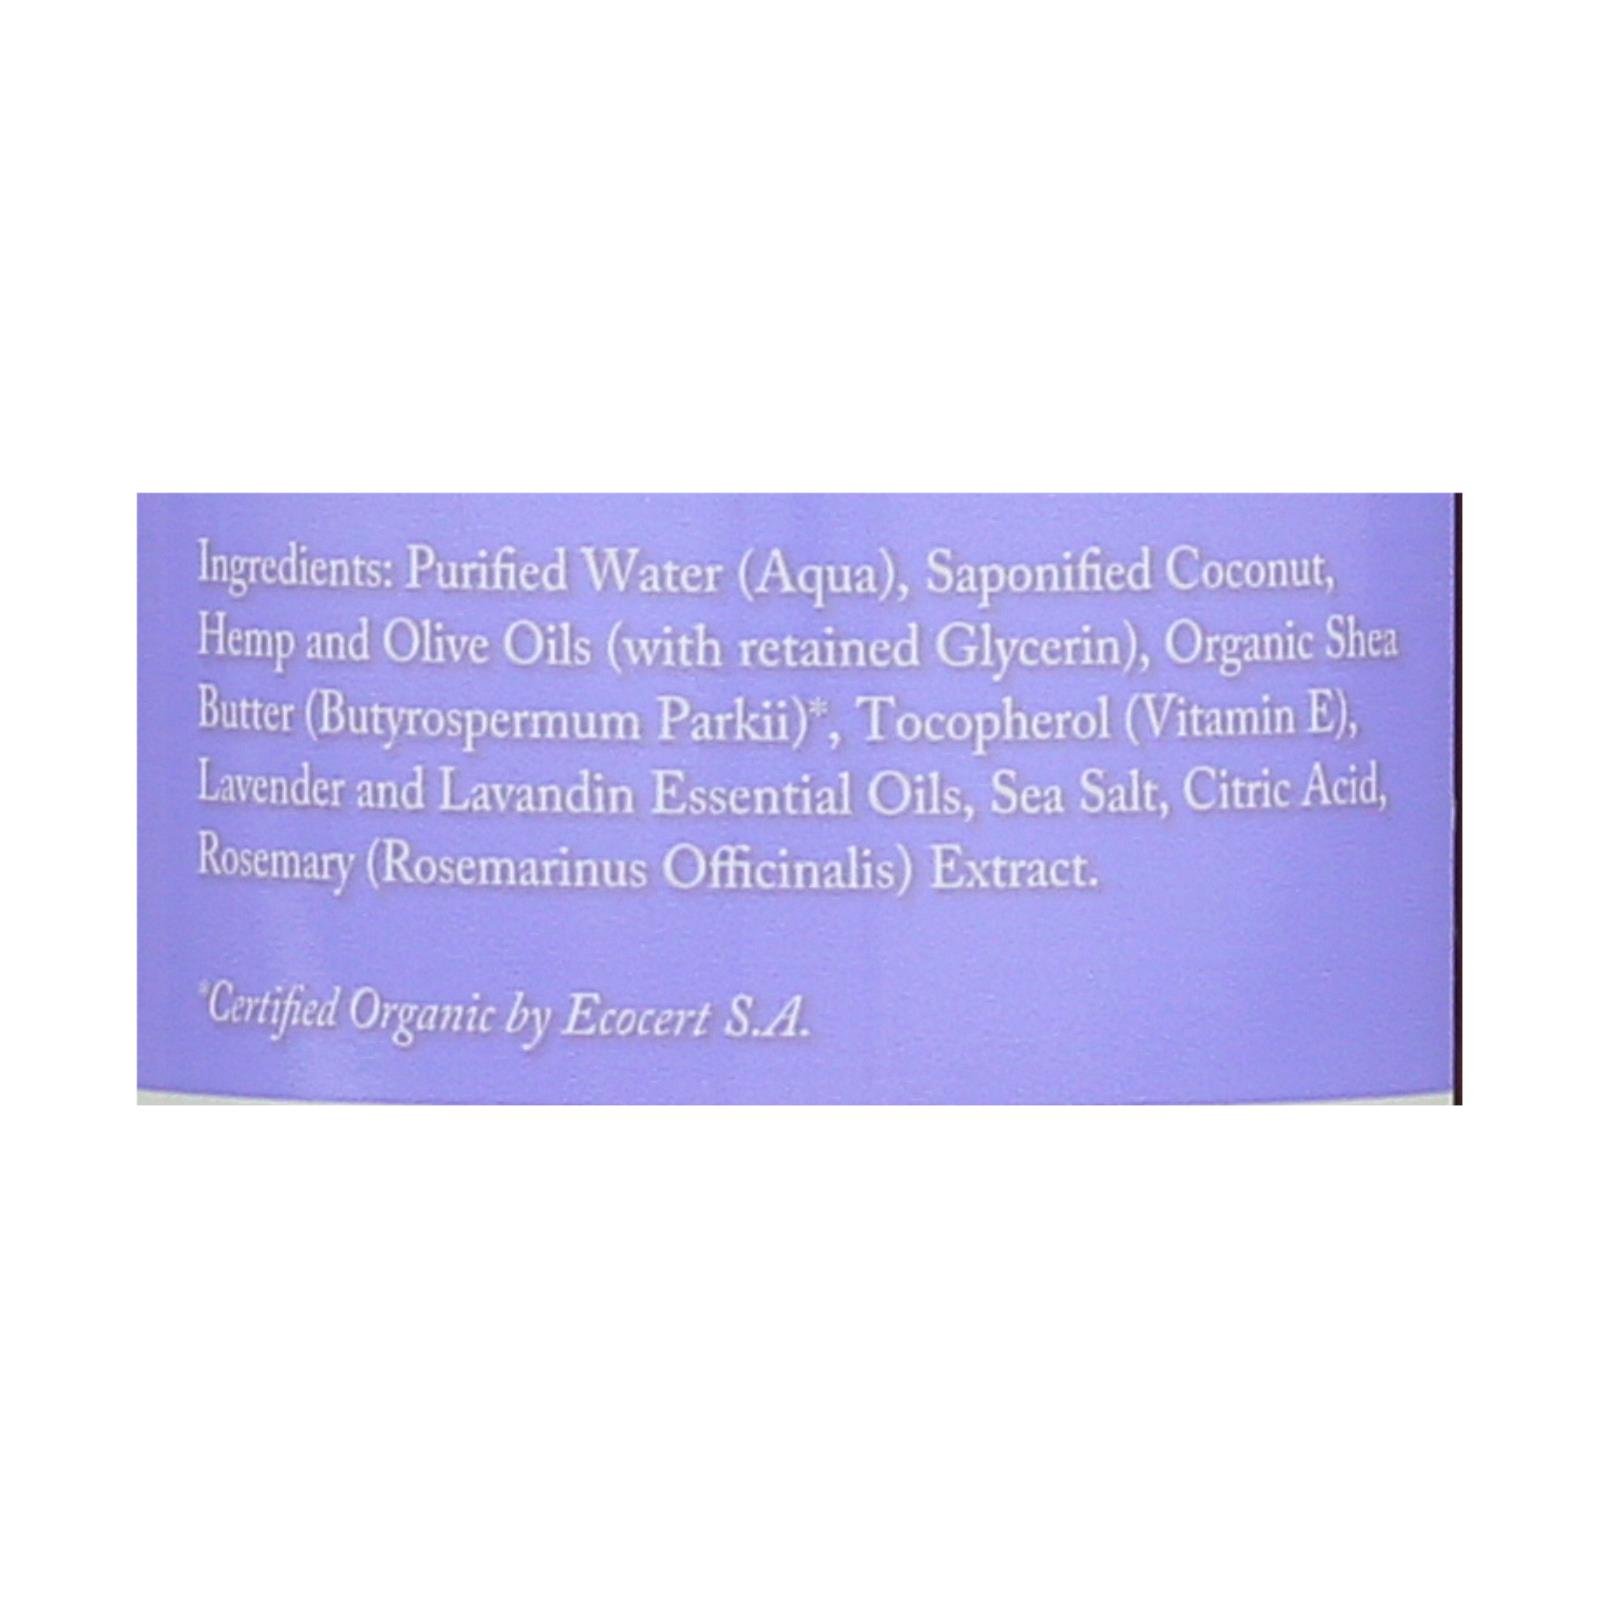 Ingredients: Purified Water (Aqua), Saponified Coconut,
Hemp and Olive Oils (with retained Glycerin), Organic Shea
Butter (Butyrospermum Parkii)*, Tocopherol (Vitamin E),
Lavender and Lavandin Essential Oils, Sea Salt, Citric Acid,
Rosemary (Rosemarinus Officinalis) Extract.
*Certified Organic by Ecocert S.A.